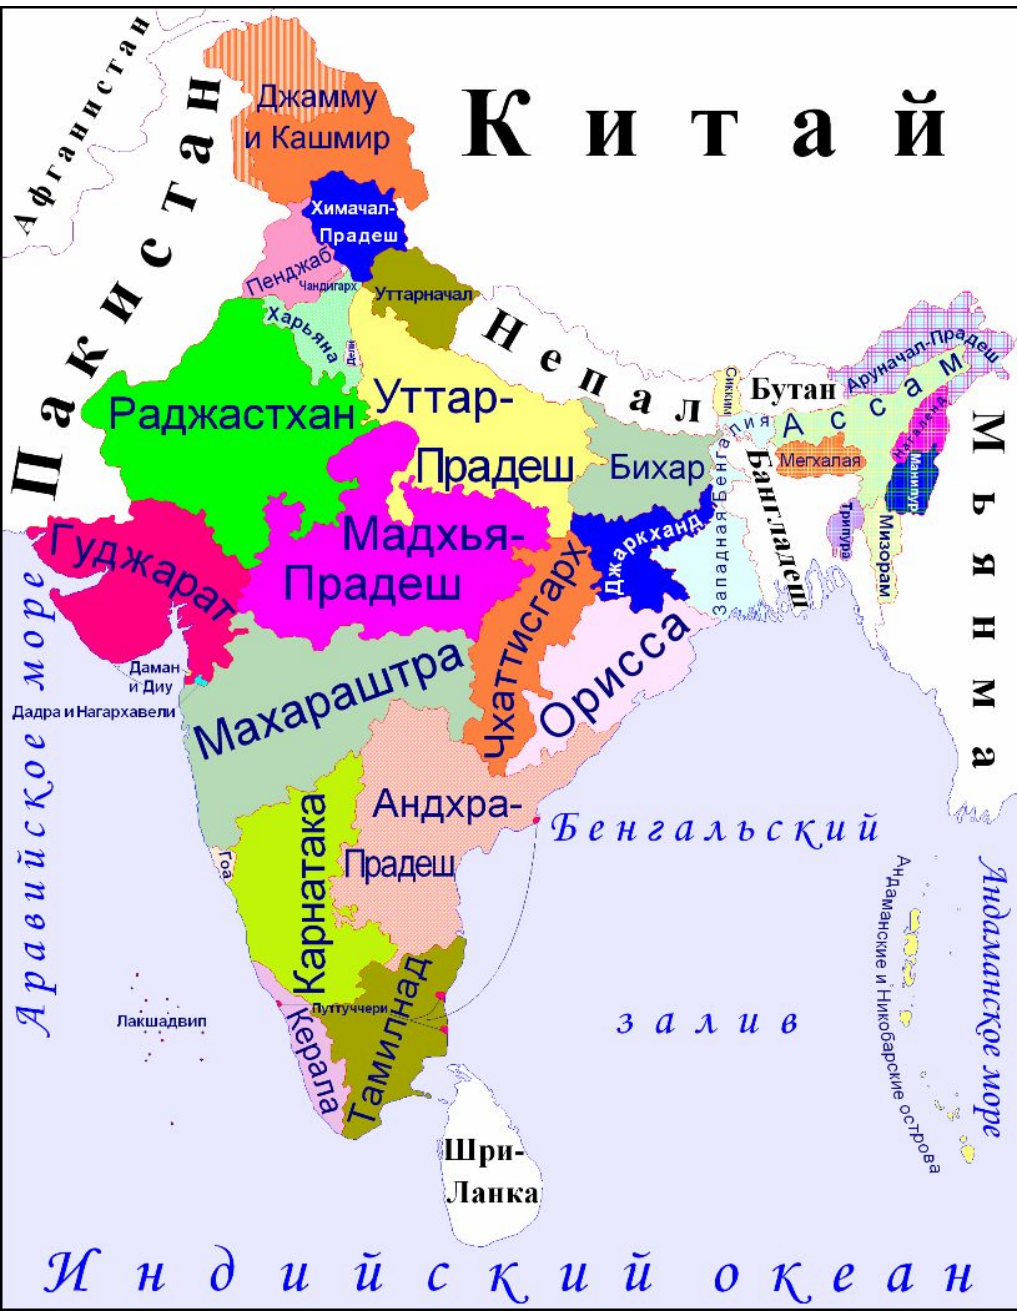 Афганистан
Пакистан
Китай
Джамму
и Кашмир
Химачал-
Прадеш
Пенджаб
Чандигарх
Уттарначал
Харьяна
Дели
Непал
Раджастхан
Уттар-
Прадеш
Сикким
Бутан
Аруначал-Прадеш
Ассам
Нагаленд
Мьянма
Бихар
Западная Бенгалия
Бангладеш
Мегхалая
Манипур
Трипура
Мизорам
Гуджарат
Мадхья-
Прадеш
Джаркханд
Чхаттисгарх
Орисса
Даман
и Диу
Дадра и Нагархавели
Махараштра
Аравийское море
Андхра-
Прадеш
Бенгальский
залив
Гоа
Карнатака
Андаманские и Никобарские острова
Андаманское море
Лакшадвип
Путтуччери
Керала
Тамилнад
Шри-
Ланка
Индийский океан